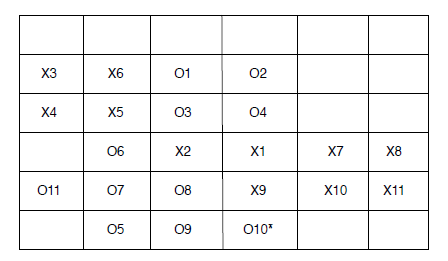 X3 X6 O1 O2
X4 X5 O3 O4
O6 X2 X1 X7 X8
O11 O7 O8 X9 X10 X11
O5 O9 O10*